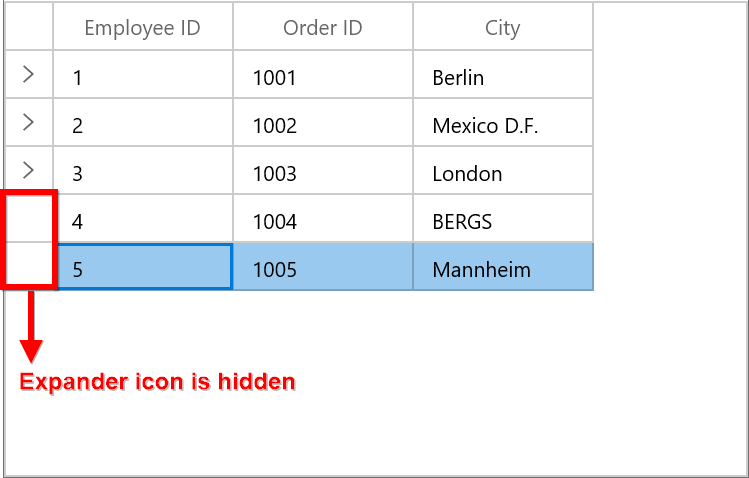 Employee ID Order ID City
1 1001 Berlin
2 1002 Mexico D.F.
3 1003 London
4 1004 BERGS
5 1005 Mannheim
Expander icon is hidden